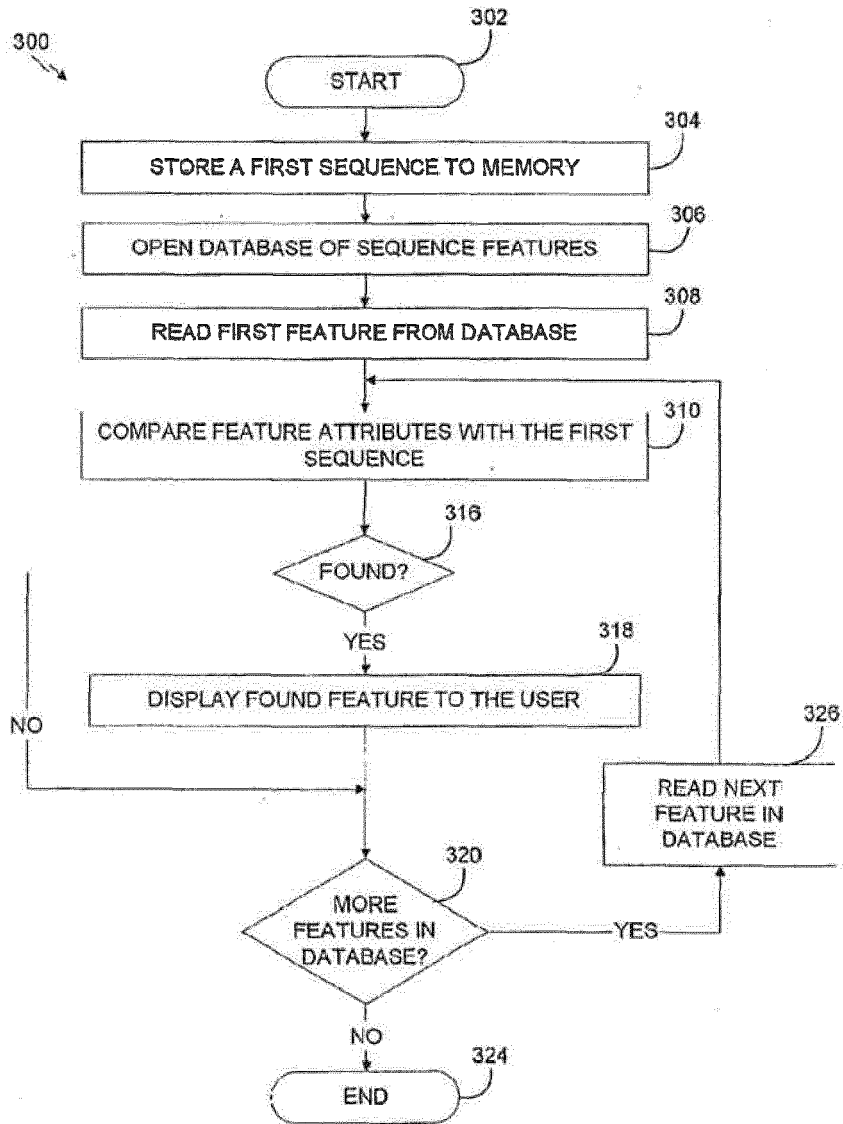 300
302
START
304
STORE A FIRST SEQUENCE TO MEMORY
306
OPEN DATABASE OF SEQUENCE FEATURES
308
READ FIRST FEATURE FROM DATABASE
310
COMPARE FEATURE ATTRIBUTES WITH THE FIRST
SEQUENCE
316
FOUND?
YES
318
DISPLAY FOUND FEATURE TO THE USER
NO
326
READ NEXT
FEATURE IN
DATABASE
320
MORE
FEATURES IN
DATABASE?
YES
NO
324
END